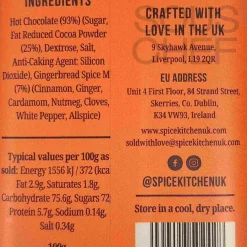 INGREDIENTS
Hot Chocolate (93%) (Sugar,
Fat Reduced Cocoa Powder
(25%), Dextrose, Salt,
Anti-Caking Agent: Silicon
Dioxide), Gingerbread Spice M
(7%) (Cinnamon, Ginger,
Cardamom, Nutmeg, Cloves,
White Pepper, Allspice)
Typical values per 100g as
sold: Energy 1556 kJ / 372 (kca
Fat 2.9g, Saturates 1.8g,
Carbohydrate 75.6g, Sugars 72
Protein 5.7g, Sodium 0.14g,
Salt 0.34g
CRAFTED WITH
LOVE IN THE UK
9 Skyhawk Avenue,
Liverpool, L19 2QR
EU ADDRESS
Unit 4 First Floor, 84 Strand Street,
Skerries, Co. Dublin,
K34 VW93, Ireland
www.spicekitchenuk.com
soldwithlove@spicekitchenuk.com
@SPICEKITCHENUK
Store in a cool, dry place.